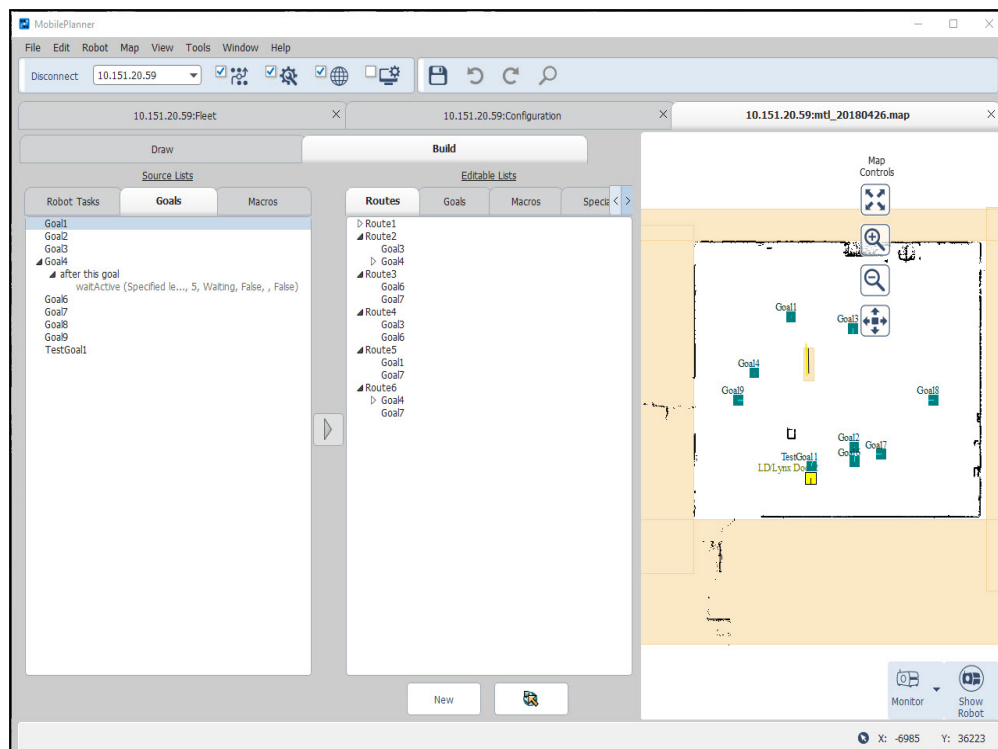 MobilePlanner
File Edit Robot Map View Tools Window Help
Disconnect 10.151.20.59
10.151.20.59:Fleet
10.151.20.59:Configuration
10.151.20.59:mtl_20180426.map
Draw
Build
Source Lists
Editable Lists
Robot Tasks
Goals
Macros
Routes
Goals
Macros
Specia
Goal1
Goal2
Goal3
Goal4
after this goal
waitActive (Specified le..., 5, Waiting, False, , False)
Goal6
Goal7
Goal8
Goal9
TestGoal1
Route1
Route2
Goal3
Goal4
Route3
Goal6
Goal7
Route4
Goal3
Goal6
Route5
Goal1
Goal7
Route6
Goal4
Goal7
New
Map
Controls
Goal1
Goal3
Goal4
Goal9
Goal8
Goal2
Goal7
TestGoal1
LD/Lynx
Monitor
Show
Robot
X: -6985 Y: 36223